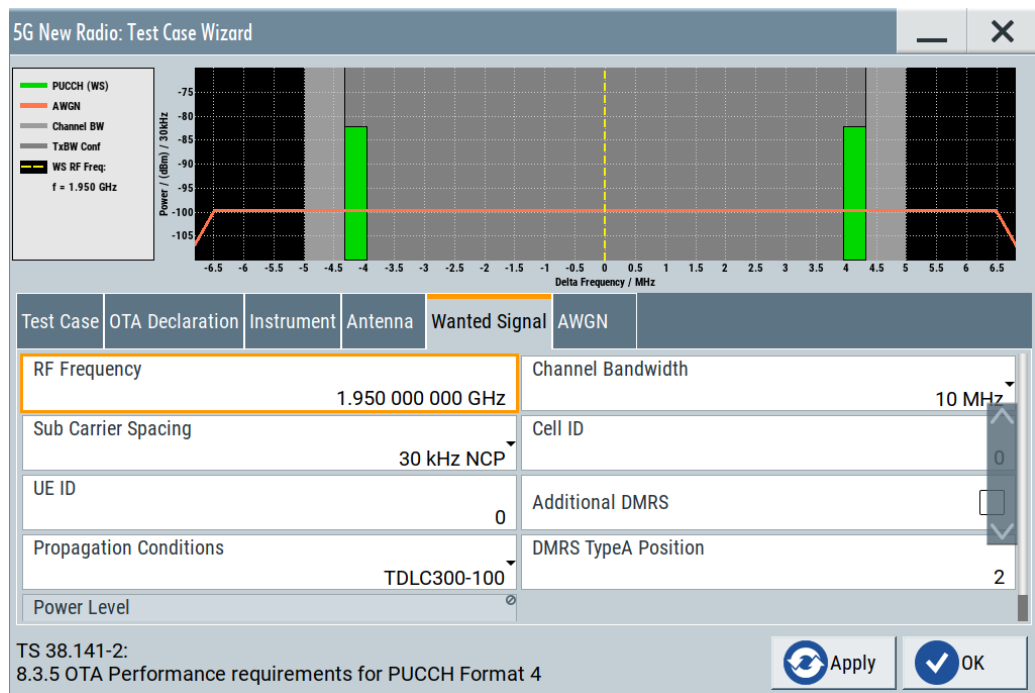 5G New Radio: Test Case Wizard
PUCCH (WS)
AWGN
Channel BW
TxBW Conf
WS RF Freq:
f = 1.950 GHz
Power / (dBm) / 30kHz
-75
-80
-85
-90
-95
-100
-105
-6.5 -6 -5.5 -5 -4.5 -4 -3.5 -3 -2.5 -2 -1.5 -1 -0.5 0 0.5 1 1.5 2 2.5 3 3.5 4 4.5 5 5.5 6 6.5
Delta Frequency / MHz
Test Case OTA Declaration Instrument Antenna Wanted Signal AWGN
RF Frequency
1.950 000 000 GHz
Channel Bandwidth
10 MHz
Sub Carrier Spacing
30 kHz NCP
Cell ID
0
UE ID
0
Additional DMRS
Propagation Conditions
TDLC300-100
DMRS TypeA Position
2
Power Level
TS 38.141-2:
8.3.5 OTA Performance requirements for PUCCH Format 4
Apply
OK